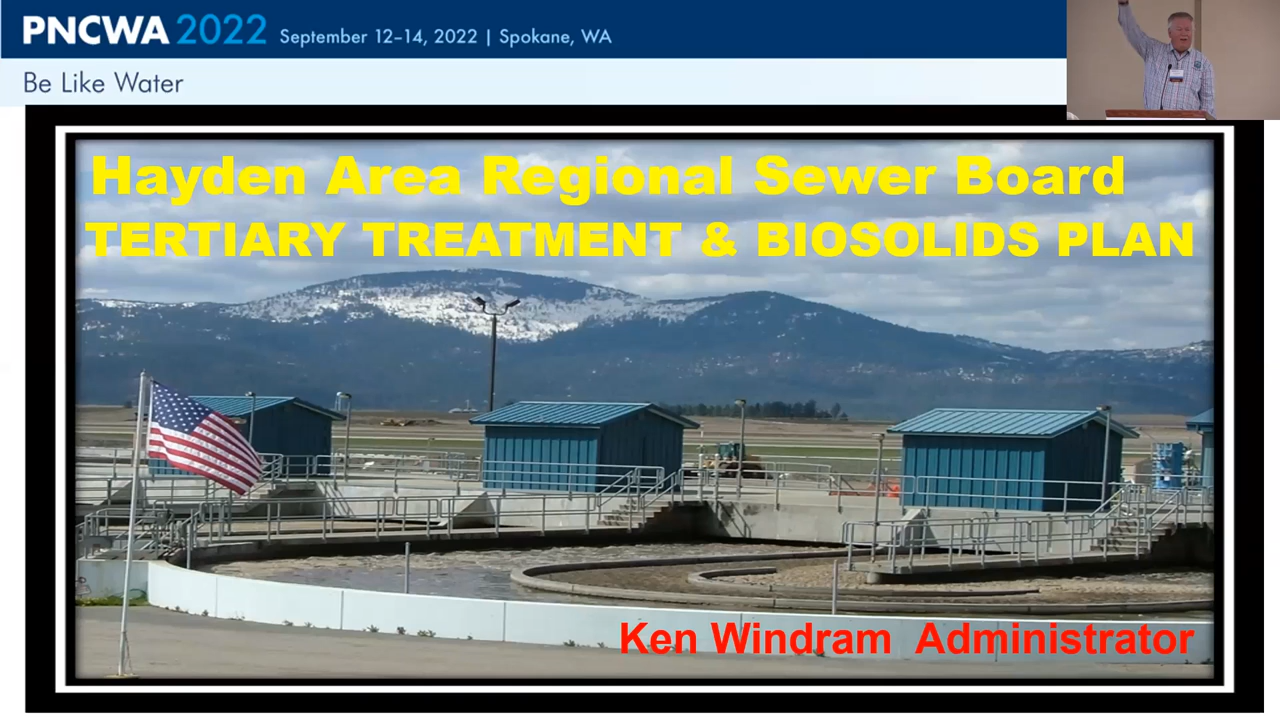 PNCWA 2022 September 12–14, 2022 | Spokane, WA
Be Like Water
Hayden Area Regional Sewer Board
TERTIARY TREATMENT & BIOSOLIDS PLAN
Ken Windram Administrator